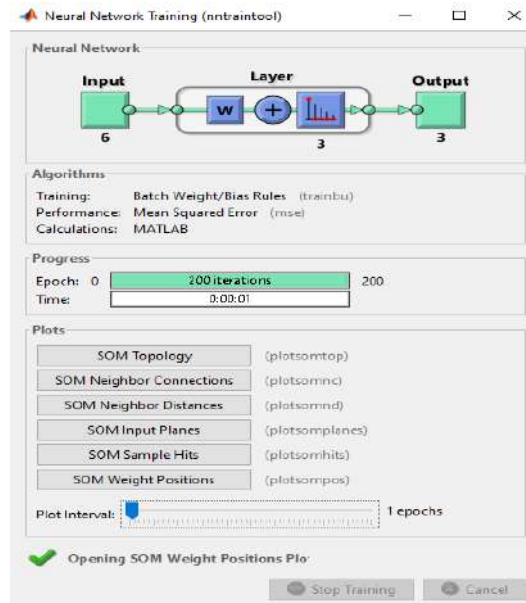 Neural Network Training (nntraintool)
Neural Network
Input
Layer
Output
W
6
3
3
Algorithms
Training: Batch Weight/Bias Rules (trainbu)
Performance: Mean Squared Error (mse)
Calculations: MATLAB
Progress
Epoch: 0 200 iterations 200
Time: 0:00:01
Plots
SOM Topology (plotsomtop)
SOM Neighbor Connections (plotsomnc)
SOM Neighbor Distances (plotsomnd)
SOM Input Planes (plotsomplanes)
SOM Sample Hits (plotsomhits)
SOM Weight Positions (plotsompos)
Plot Interval: 1 epochs
Opening SOM Weight Positions Plo
Stop Training Cancel